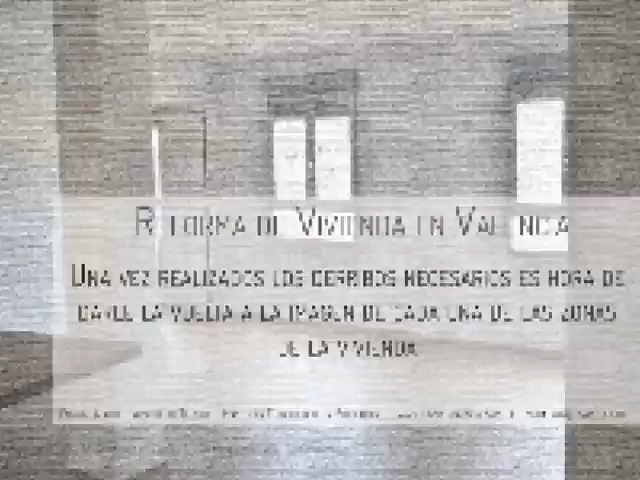 Reforma de Vivienda en Valencia
Una vez realizados los derribos necesarios es hora de
darle la vuelta a la imagen de cada una de las zonas
de la vivienda